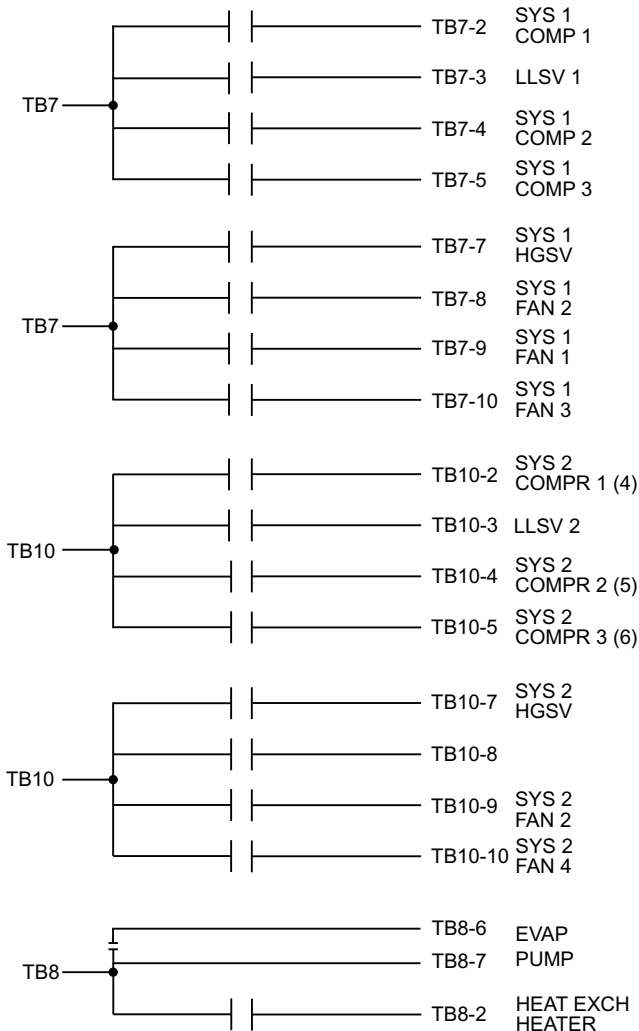 TB7
TB7-2 SYS 1
COMP 1
TB7-3 LLSV 1
TB7-4 SYS 1
COMP 2
TB7-5 SYS 1
COMP 3
TB7
TB7-7 SYS 1
HGSV
TB7-8 SYS 1
FAN 2
TB7-9 SYS 1
FAN 1
TB7-10 SYS 1
FAN 3
TB10
TB10-2 SYS 2
COMPR 1 (4)
TB10-3 LLSV 2
TB10-4 SYS 2
COMPR 2 (5)
TB10-5 SYS 2
COMPR 3 (6)
TB10
TB10-7 SYS 2
HGSV
TB10-8
TB10-9 SYS 2
FAN 2
TB10-10 SYS 2
FAN 4
TB8
TB8-6 EVAP
TB8-7 PUMP
TB8-2 HEAT EXCH
HEATER